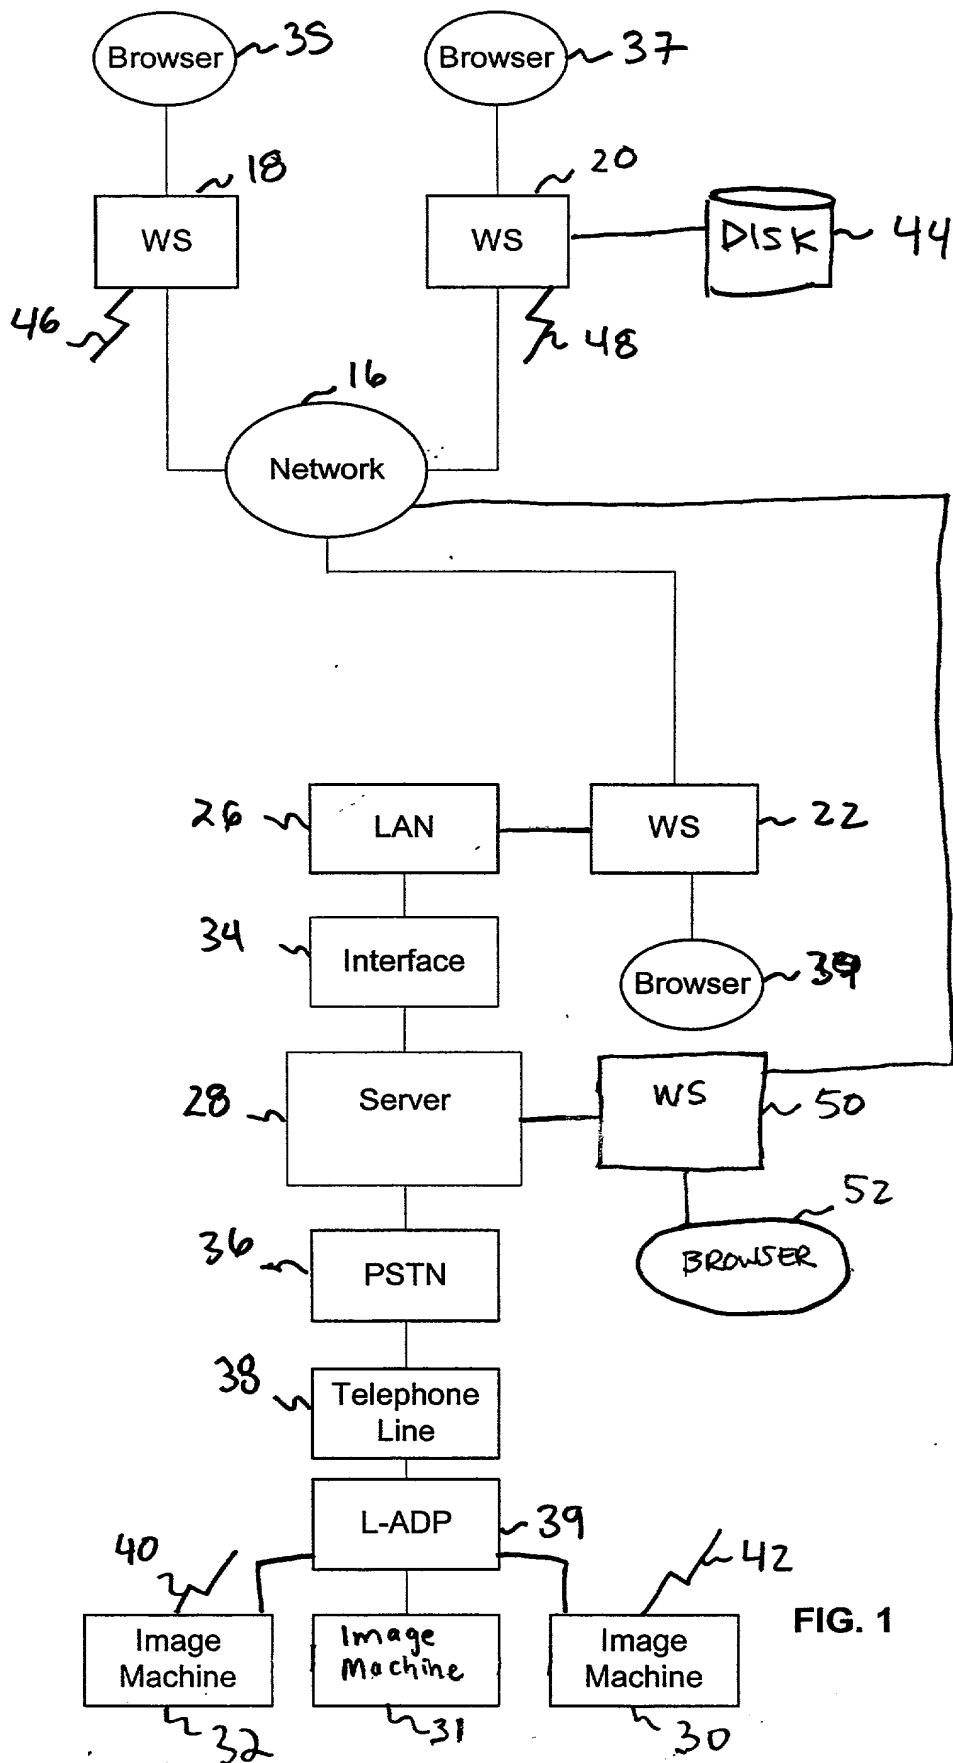 Browser 35
Browser 37
18
20
WS
WS
DISK 44
46
48
16
Network
26 LAN
WS 22
34 Interface
Browser
28 Server
WS 50
52
36 PSTN
BROWSER
38 Telephone
Line
L-ADP 39
40
42
Image
Machine
Image
Machine
Image
Machine
FIG. 1
32
31
30